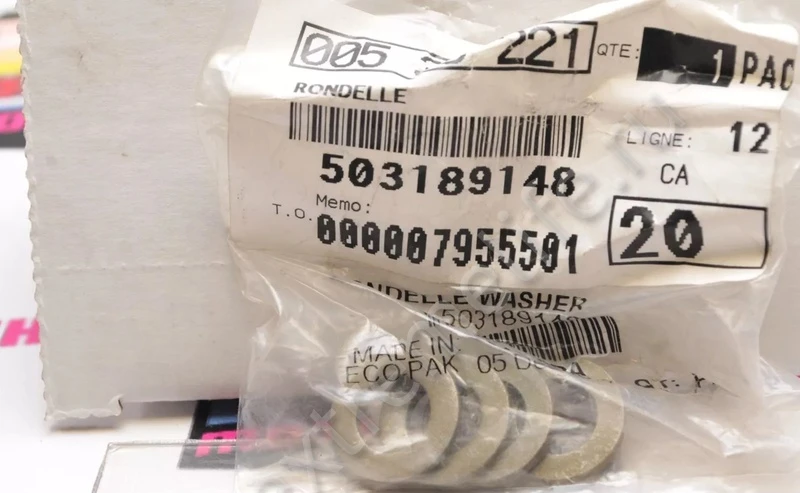 005 221 QTE: 1 PAC
RONDELLE
LIGNE: 12
503189148
CA
Memo:
T.O. 000007955501
20
RONDELLE WASHER
503189148
MADE IN:
ECO PAK 05